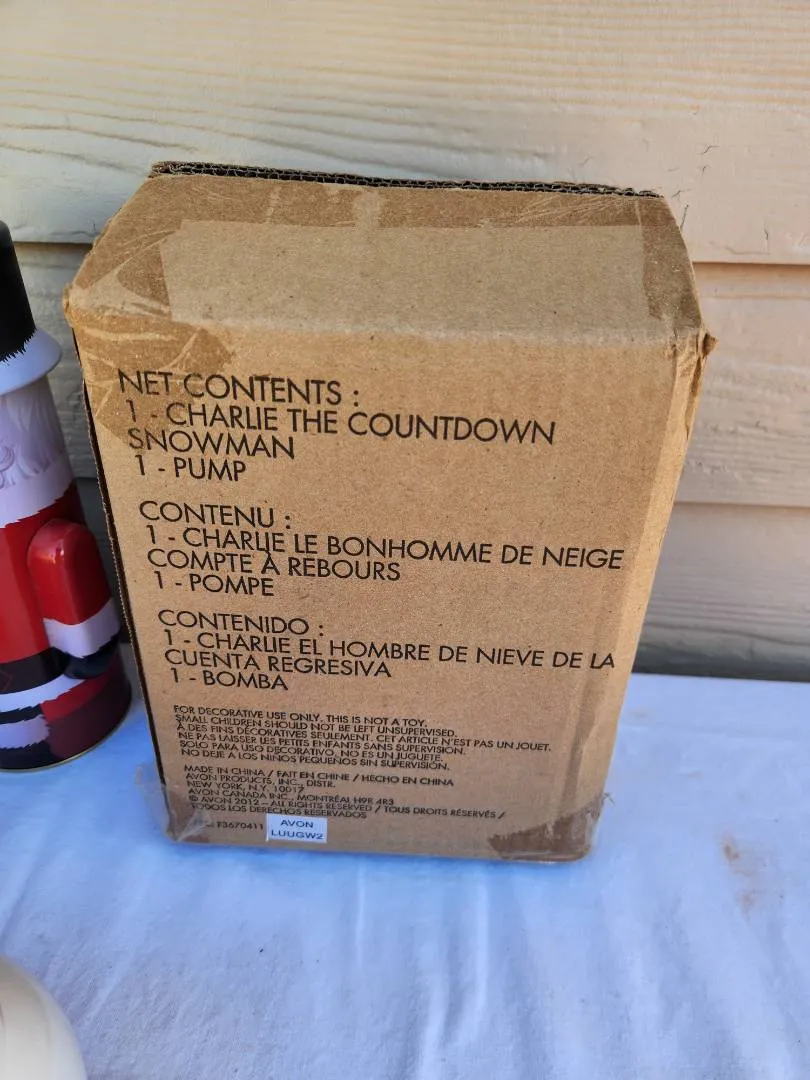 NET CONTENTS :
1 - CHARLIE THE COUNTDOWN
SNOWMAN
1 - PUMP
CONTENU :
1 - CHARLIE LE BONHOMME DE NEIGE
COMPTE À REBOURS
1 - POMPE
CONTENIDO :
1 - CHARLIE EL HOMBRE DE NIEVE DE LA
CUENTA REGRESIVA
1 - BOMBA
FOR DECORATIVE USE ONLY. THIS IS NOT A TOY.
SMALL CHILDREN SHOULD NOT BE LEFT UNSUPERVISED.
À DES FINS DÉCORATIVES SEULEMENT. CET ARTICLE N'EST PAS UN JOUET.
NE PAS LAISSER LES PETITS ENFANTS SANS SUPERVISION.
SOLO PARA USO DECORATIVO. NO ES UN JUGUETE.
NO DEJE A LOS NIÑOS PEQUEÑOS SIN SUPERVISIÓN.
MADE IN CHINA / FAIT EN CHINE / HECHO EN CHINA
AVON PRODUCTS, INC., DISTR.
NEW YORK, N.Y. 10017
AVON CANADA INC., MONTRÉAL H9R 4R3
© AVON 2012 – ALL RIGHTS RESERVED / TOUS DROITS RÉSERVÉS /
TODOS LOS DERECHOS RESERVADOS
F3670411
AVON
LUUGW2